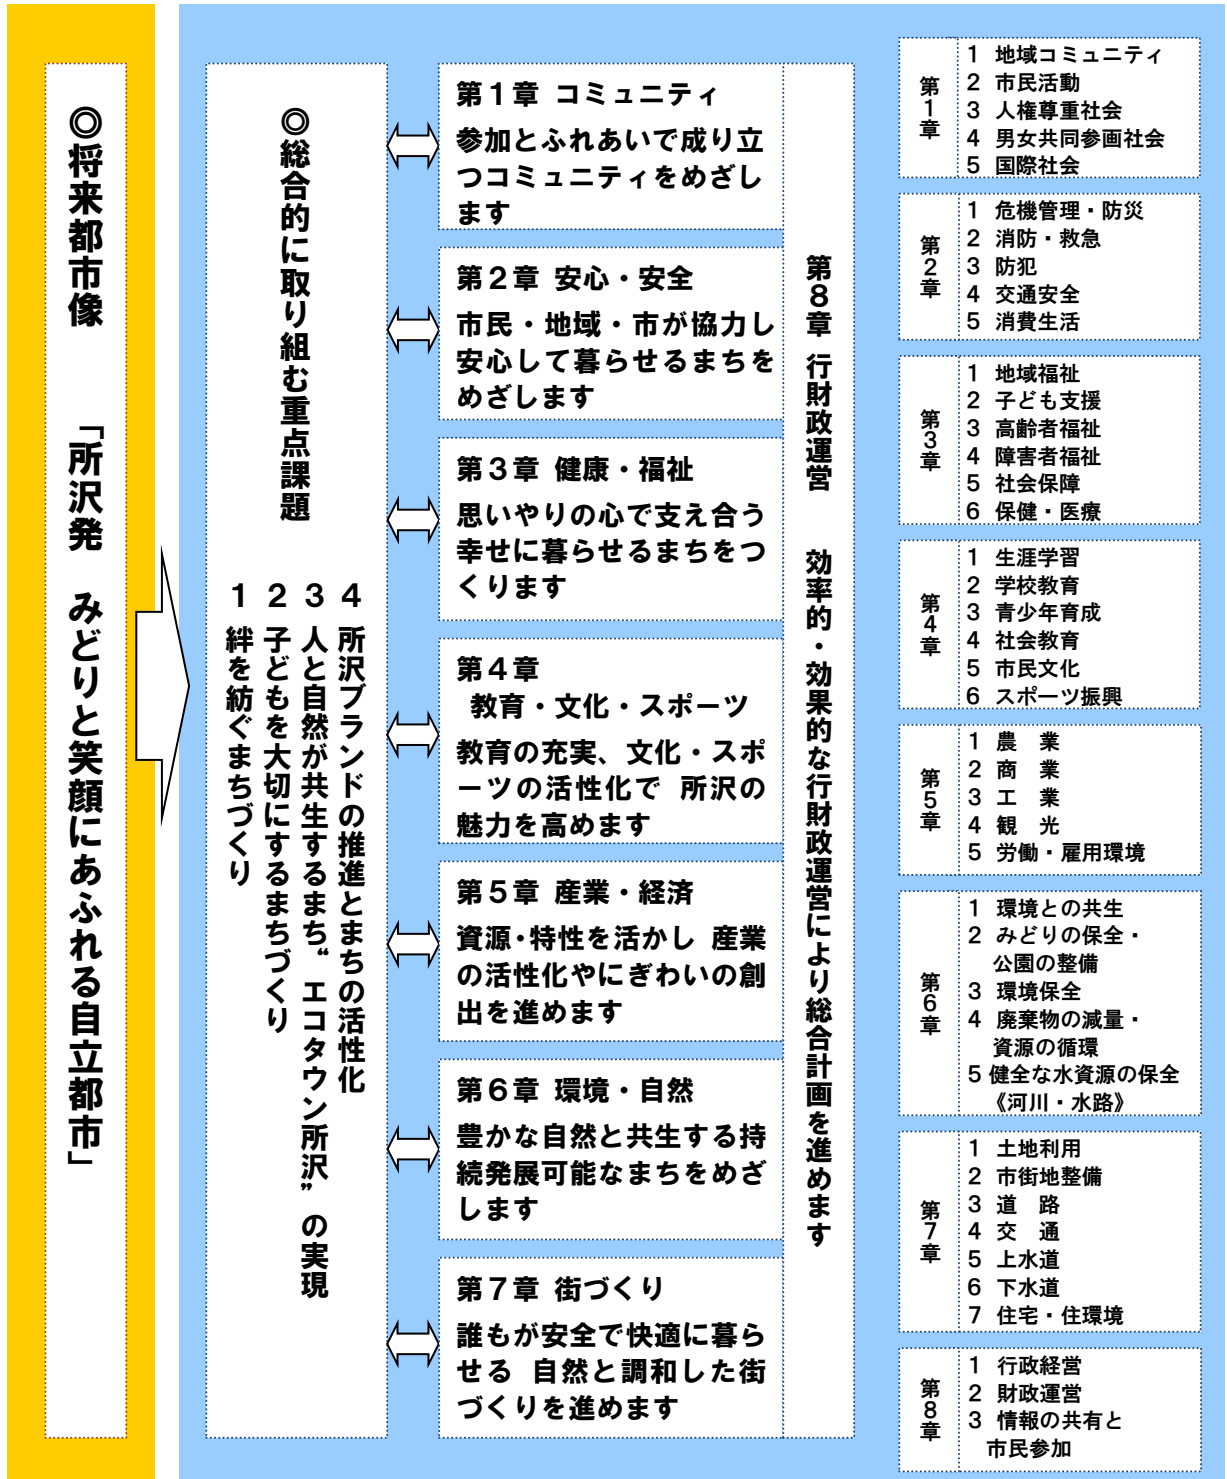 ◎将来都市像　「所沢発　みどりと笑顔にあふれる自立都市」
◎総合的に取り組む重点課題
1 絆を紡ぐまちづくり
2 子どもを大切にするまちづくり
3 人と自然が共生するまち“エコタウン所沢”の実現
4 所沢ブランドの推進とまちの活性化
第1章 コミュニティ
参加とふれあいで成り立
つコミュニティをめざし
ます
第2章 安心・安全
市民・地域・市が協力し
安心して暮らせるまちを
めざします
第3章 健康・福祉
思いやりの心で支え合う
幸せに暮らせるまちをつ
くります
第4章
教育・文化・スポーツ
教育の充実、文化・スポ
ーツの活性化で 所沢の
魅力を高めます
第5章 産業・経済
資源・特性を活かし 産業
の活性化やにぎわいの創
出を進めます
第6章 環境・自然
豊かな自然と共生する持
続発展可能なまちをめざ
します
第7章 街づくり
誰もが安全で快適に暮ら
せる 自然と調和した街
づくりを進めます
第8章 行財政運営　効率的・効果的な行財政運営により総合計画を進めます
第1章
1 地域コミュニティ
2 市民活動
3 人権尊重社会
4 男女共同参画社会
5 国際社会
第2章
1 危機管理・防災
2 消防・救急
3 防犯
4 交通安全
5 消費生活
第3章
1 地域福祉
2 子ども支援
3 高齢者福祉
4 障害者福祉
5 社会保障
6 保健・医療
第4章
1 生涯学習
2 学校教育
3 青少年育成
4 社会教育
5 市民文化
6 スポーツ振興
第5章
1 農　業
2 商　業
3 工　業
4 観　光
5 労働・雇用環境
第6章
1 環境との共生
2 みどりの保全・
公園の整備
3 環境保全
4 廃棄物の減量・
資源の循環
5 健全な水資源の保全
《河川・水路》
第7章
1 土地利用
2 市街地整備
3 道　路
4 交　通
5 上水道
6 下水道
7 住宅・住環境
第8章
1 行政経営
2 財政運営
3 情報の共有と
市民参加